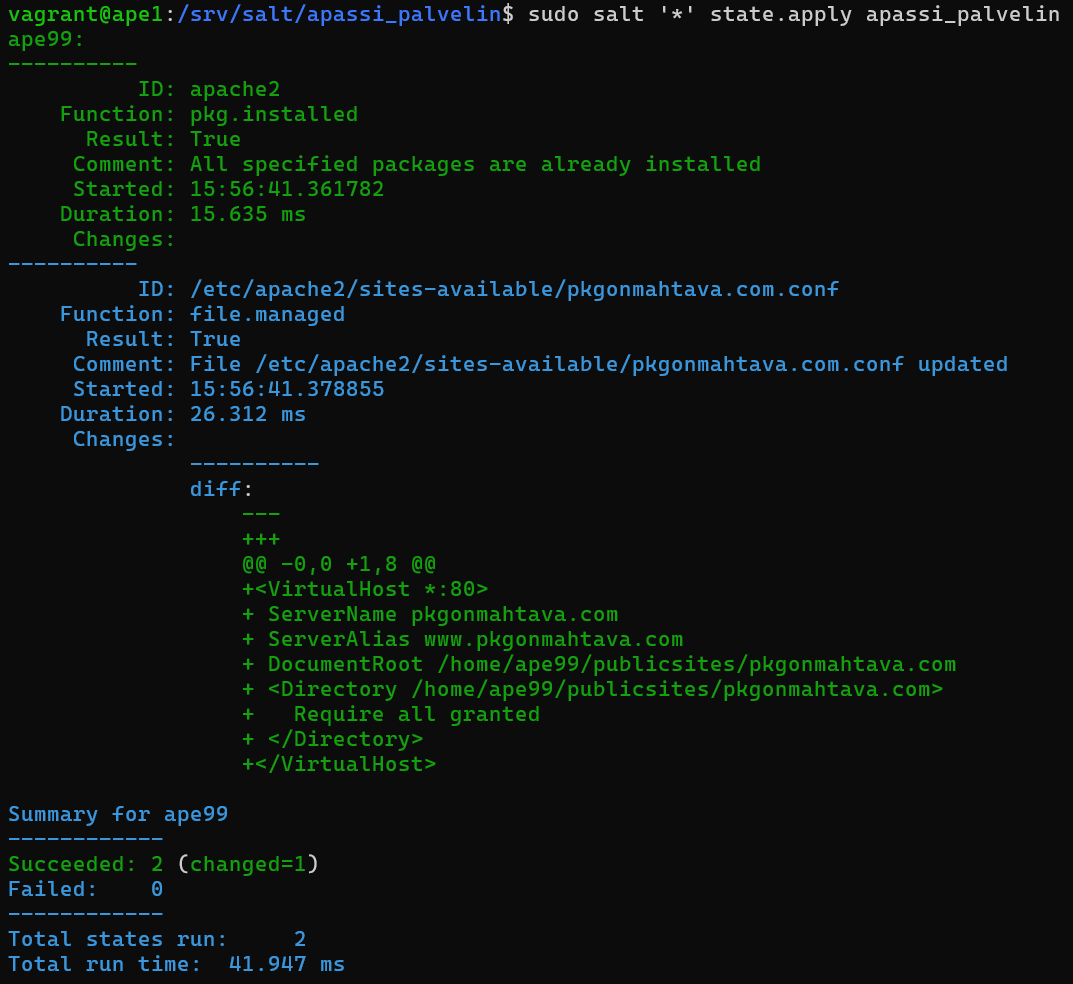 vagrant@ape1:/srv/salt/apassi_palvelin$ sudo salt '*' state.apply apassi_palvelin
ape99:
----------
          ID: apache2
    Function: pkg.installed
      Result: True
     Comment: All specified packages are already installed
     Started: 15:56:41.361782
    Duration: 15.635 ms
     Changes:
----------
          ID: /etc/apache2/sites-available/pkgonmahtava.com.conf
    Function: file.managed
      Result: True
     Comment: File /etc/apache2/sites-available/pkgonmahtava.com.conf updated
     Started: 15:56:41.378855
    Duration: 26.312 ms
     Changes:
              ----------
              diff:
                  ---
                  +++
                  @@ -0,0 +1,8 @@
                  +<VirtualHost *:80>
                  + ServerName pkgonmahtava.com
                  + ServerAlias www.pkgonmahtava.com
                  + DocumentRoot /home/ape99/publicsites/pkgonmahtava.com
                  + <Directory /home/ape99/publicsites/pkgonmahtava.com>
                  +   Require all granted
                  + </Directory>
                  +</VirtualHost>

Summary for ape99
------------
Succeeded: 2 (changed=1)
Failed:    0
------------
Total states run:     2
Total run time:  41.947 ms